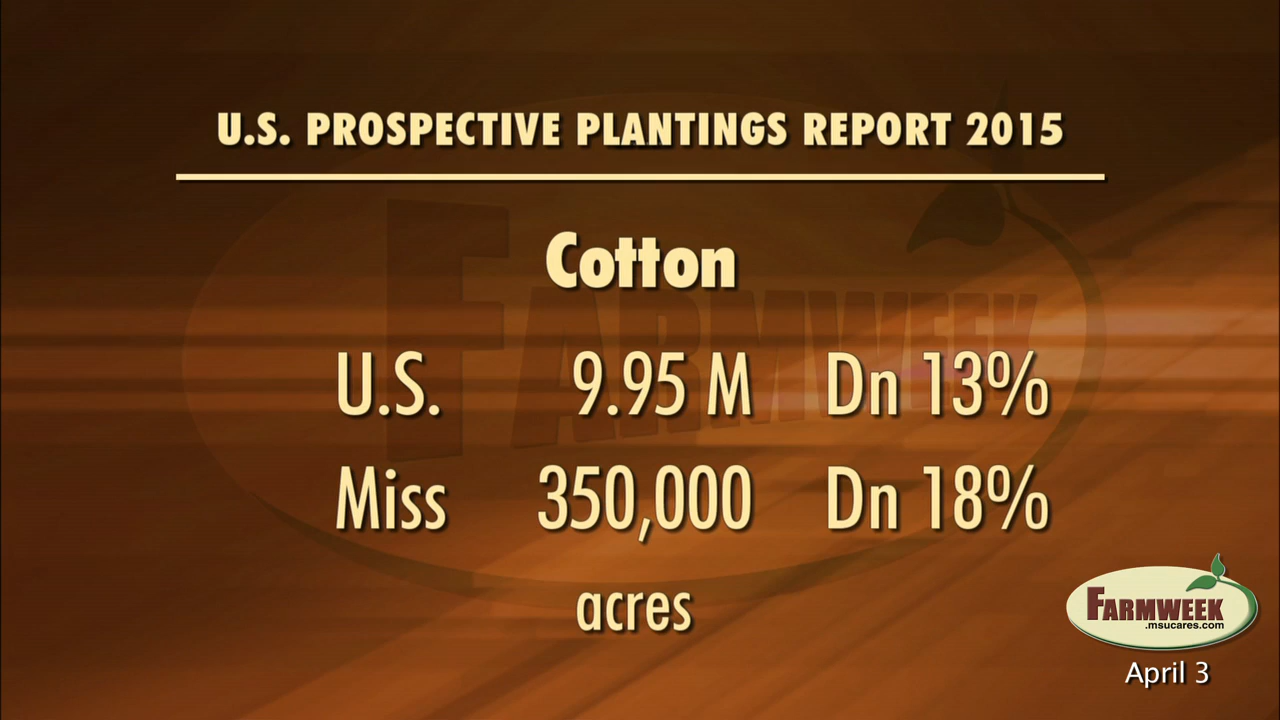 U.S. PROSPECTIVE PLANTINGS REPORT 2015
Cotton
U.S. 9.95 M Dn 13%
Miss 350,000 Dn 18%
acres
FARMWEEK
.msucares.com
April 3
FARMWEEK